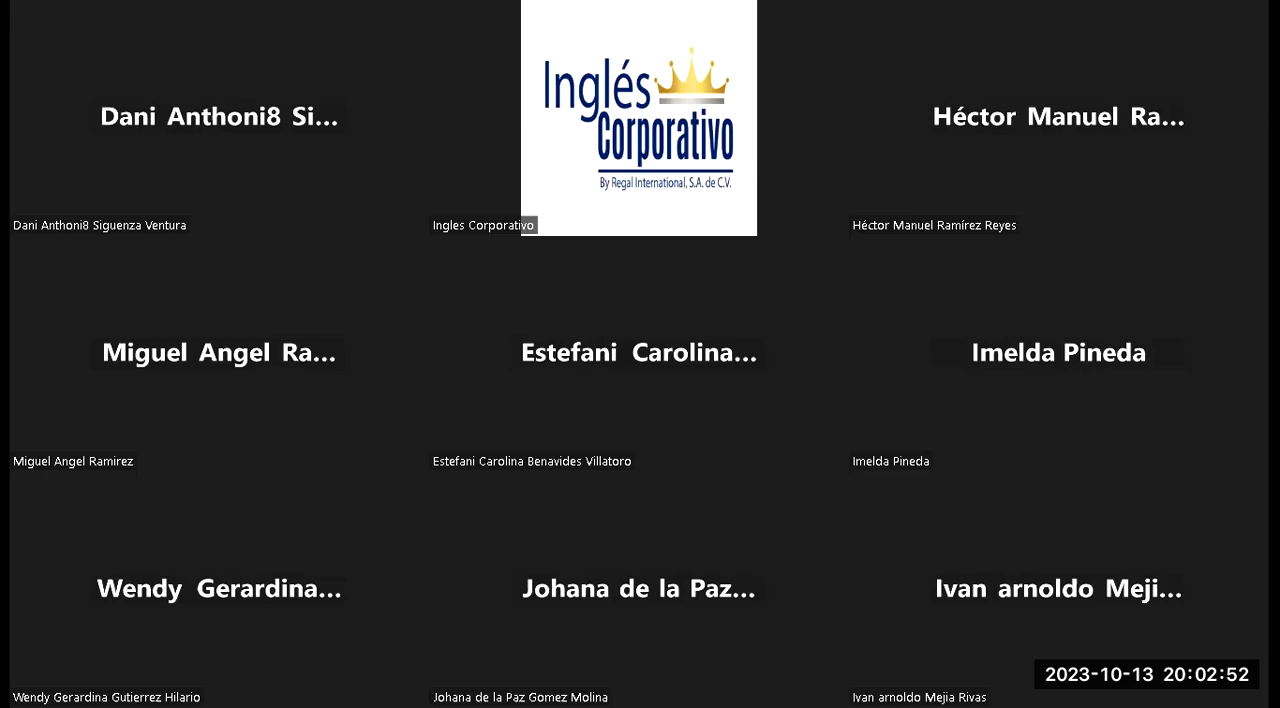 Dani Anthoni8 Si...
Inglés
Corporativo
By Regal International, S.A. de C.V.
Héctor Manuel Ra...
Dani Anthoni8 Siguenza Ventura
Ingles Corporativo
Héctor Manuel Ramírez Reyes
Miguel Angel Ra...
Estefani Carolina...
Imelda Pineda
Miguel Angel Ramirez
Estefani Carolina Benavides Villatoro
Imelda Pineda
Wendy Gerardina...
Johana de la Paz...
Ivan arnoldo Meji...
2023-10-13 20:02:52
Wendy Gerardina Gutierrez Hilario
Johana de la Paz Gomez Molina
Ivan arnoldo Mejia Rivas